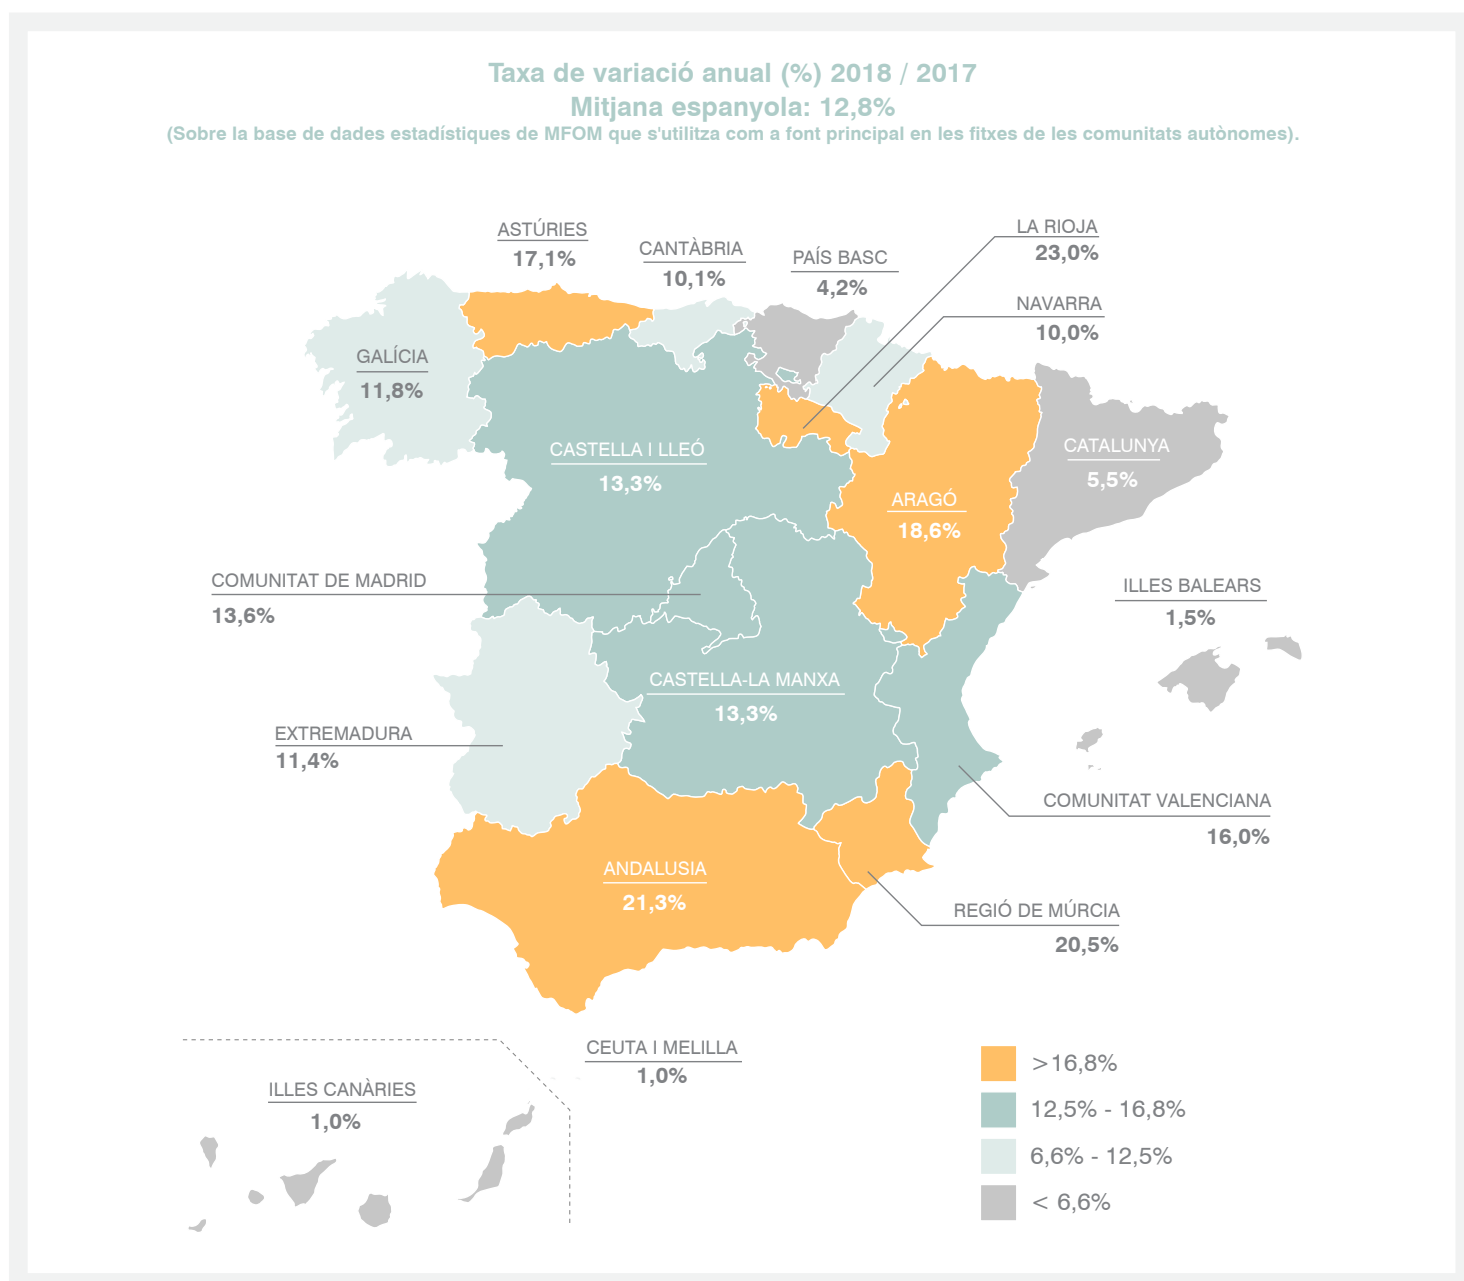 Taxa de variació anual (%) 2018 / 2017
Mitjana espanyola: 12,8%
(Sobre la base de dades estadístiques de MFOM que s'utilitza com a font principal en les fitxes de les comunitats autònomes).
ASTÚRIES
17,1%
CANTÀBRIA
10,1%
PAÍS BASC
4,2%
LA RIOJA
23,0%
NAVARRA
10,0%
GALÍCIA
11,8%
CASTELLA I LLEÓ
13,3%
CATALUNYA
5,5%
ARAGÓ
18,6%
COMUNITAT DE MADRID
13,6%
ILLES BALEARS
1,5%
CASTELLA-LA MANXA
13,3%
EXTREMADURA
11,4%
COMUNITAT VALENCIANA
16,0%
ANDALUSIA
21,3%
REGIÓ DE MÚRCIA
20,5%
CEUTA I MELILLA
1,0%
ILLES CANÀRIES
1,0%
>16,8%
12,5% - 16,8%
6,6% - 12,5%
< 6,6%